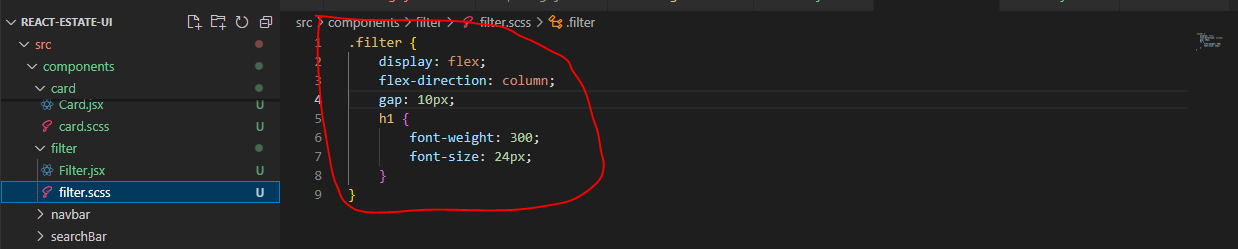 REACT-ESTATE-UI
src
components
card
Card.jsx U
card.scss U
filter
Filter.jsx U
filter.scss U
navbar
searchBar
src > components > filter > filter.scss > .filter
1 .filter {
2 display: flex;
3 flex-direction: column;
4 gap: 10px;
5 h1 {
6 font-weight: 300;
7 font-size: 24px;
8 }
9 }